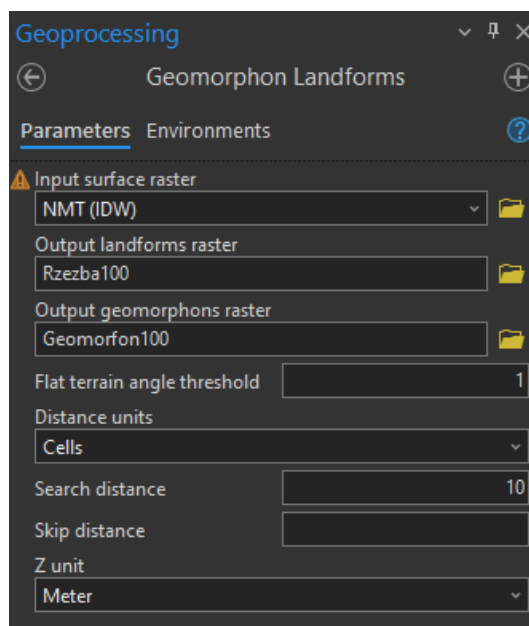 Geoprocessing
Geomorphon Landforms
Parameters Environments
Input surface raster
NMT (IDW)
Output landforms raster
Rzezba100
Output geomorphons raster
Geomorfon100
Flat terrain angle threshold 1
Distance units
Cells
Search distance 10
Skip distance
Z unit
Meter